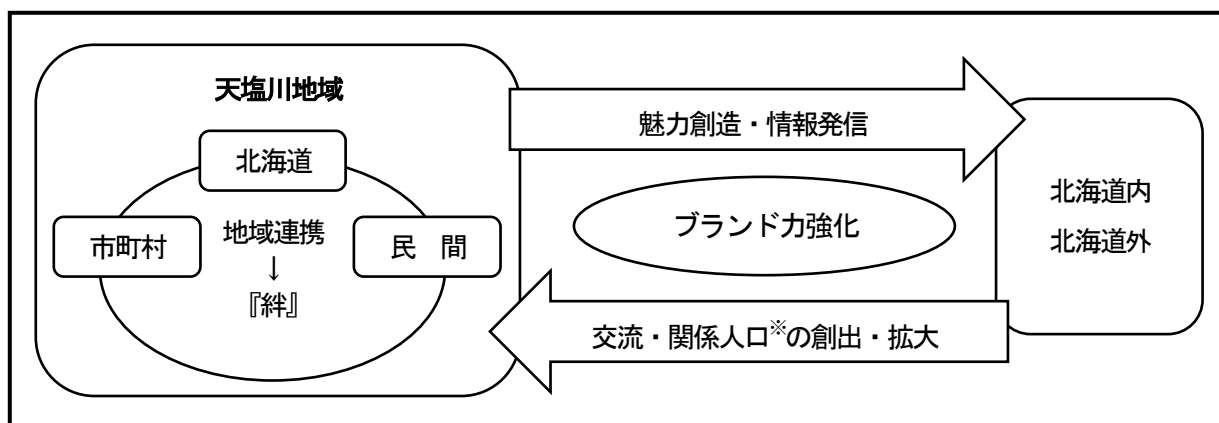 天塩川地域
北海道
市町村
地域連携
↓
『絆』
民　間
魅力創造・情報発信
ブランド力強化
交流・関係人口※の創出・拡大
北海道内
北海道外